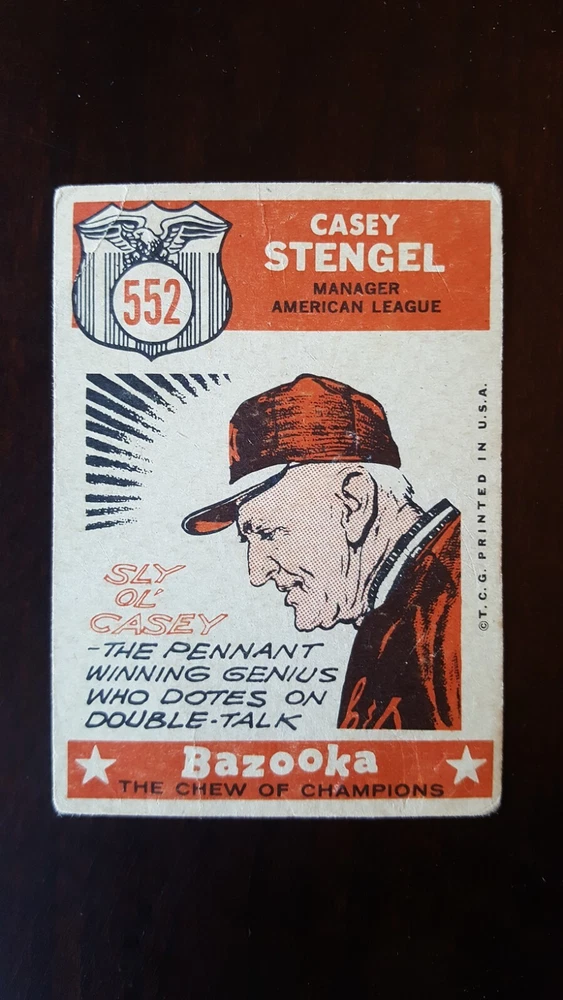 552
CASEY
STENGEL
MANAGER
AMERICAN LEAGUE
SLY
OL'
CASEY
-THE PENNANT
WINNING GENIUS
WHO DOTES ON
DOUBLE-TALK
©T.C.G. PRINTED IN U.S.A.
Bazooka
THE CHEW OF CHAMPIONS